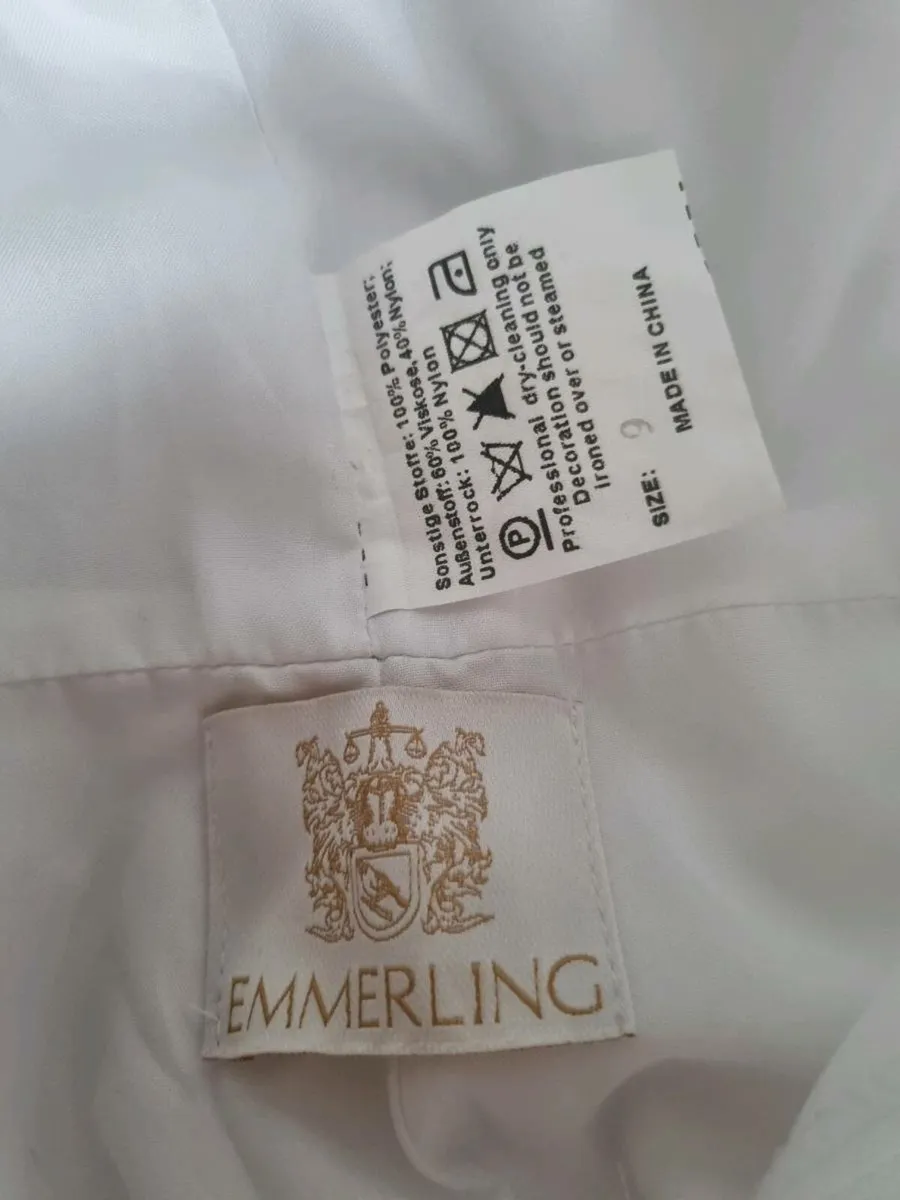 Sonstige Stoffe: 100% Polyester;
Außenstoff: 60% Viskose, 40% Nylon;
Unterrock: 100% Nylon
P
Professional dry-cleaning only
Decoration should not be
Ironed over or steamed
SIZE: 9
MADE IN CHINA
EMMERLING